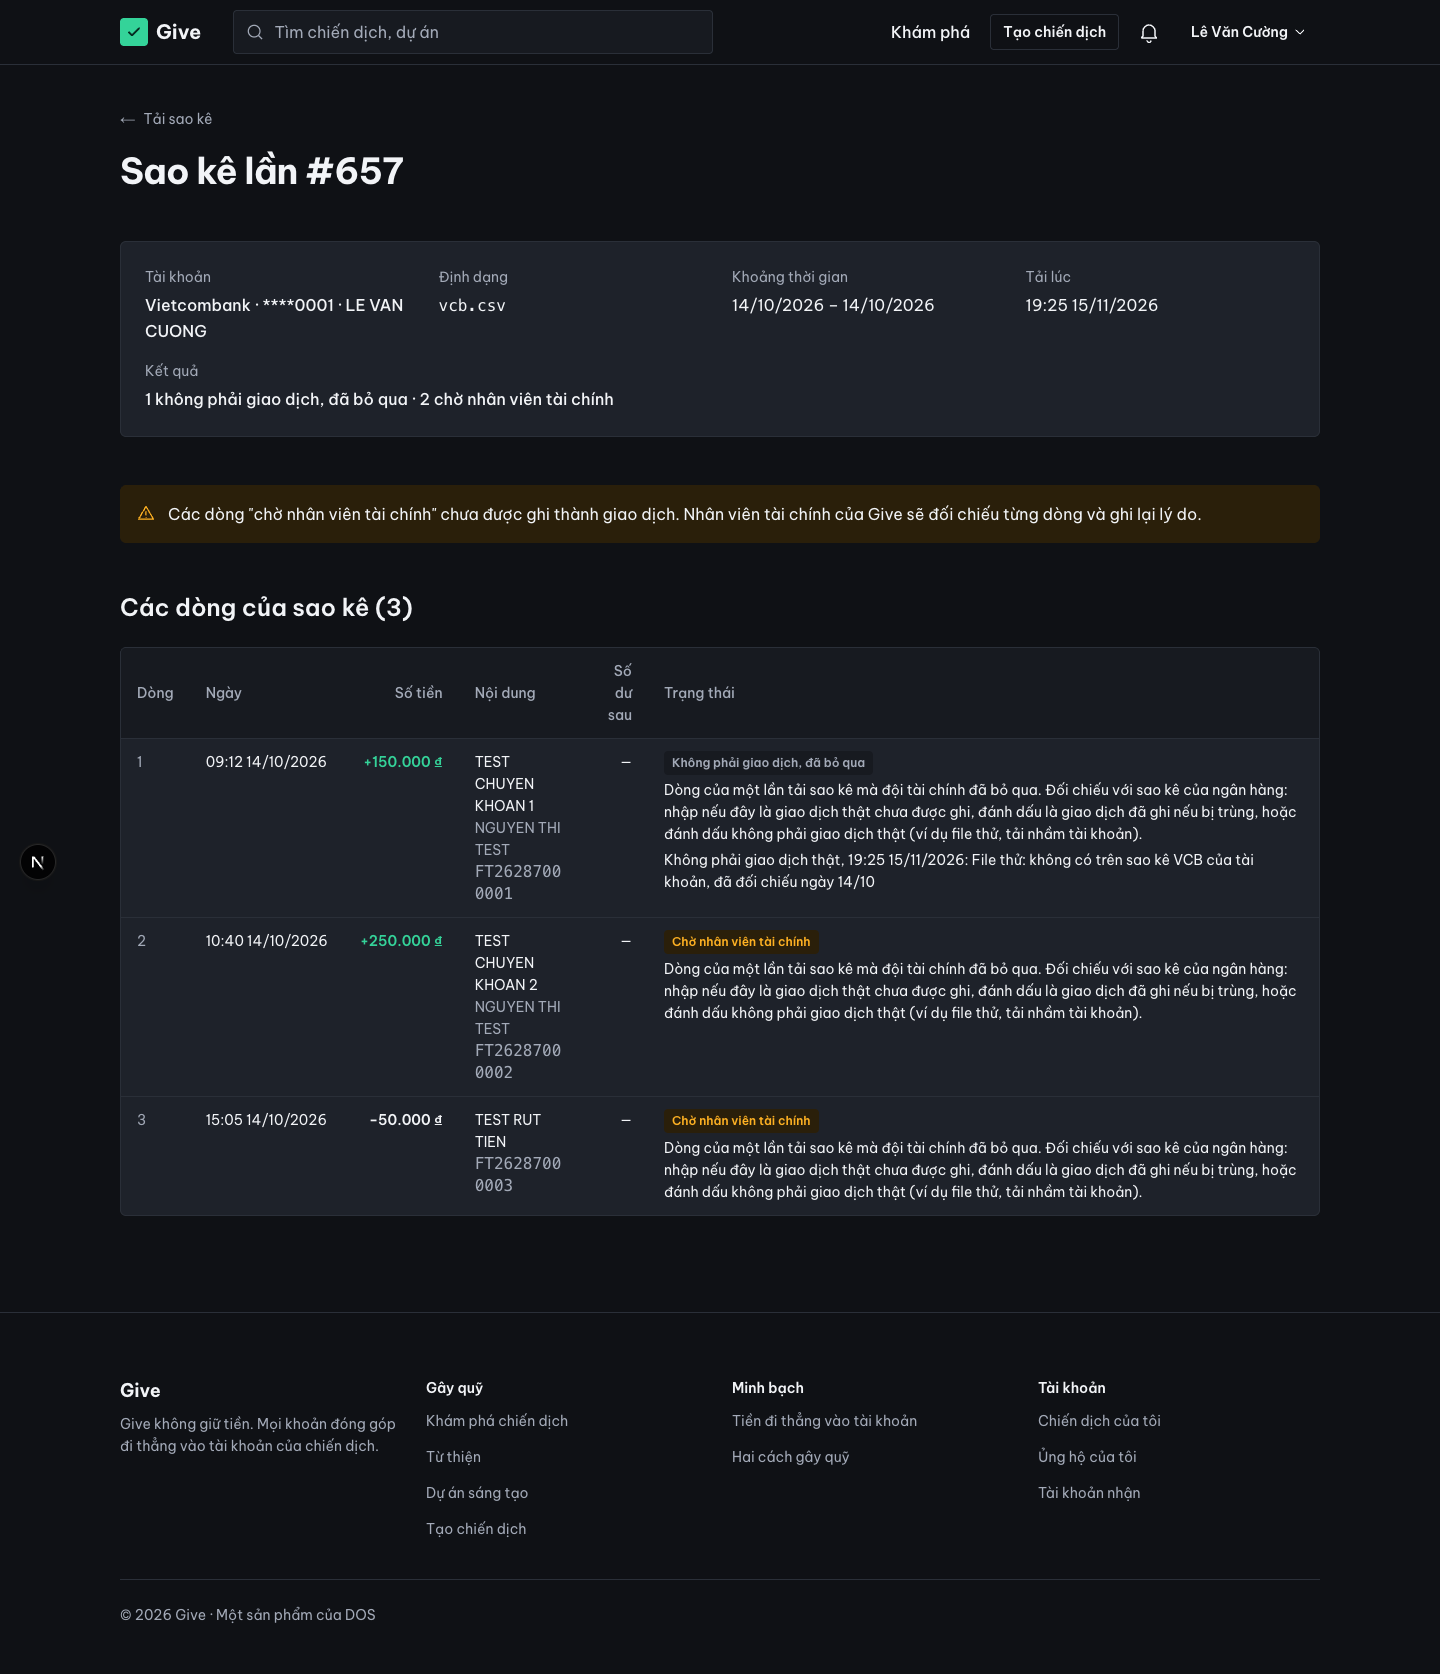 Give
Tìm chiến dịch, dự án
Khám phá
Tạo chiến dịch
Lê Văn Cường
← Tải sao kê
Sao kê lần #657
Tài khoản
Vietcombank · ****0001 · LE VAN
CUONG
Định dạng
vcb.csv
Khoảng thời gian
14/10/2026 – 14/10/2026
Tải lúc
19:25 15/11/2026
Kết quả
1 không phải giao dịch, đã bỏ qua · 2 chờ nhân viên tài chính
Các dòng "chờ nhân viên tài chính" chưa được ghi thành giao dịch. Nhân viên tài chính của Give sẽ đối chiếu từng dòng và ghi lại lý do.
Các dòng của sao kê (3)
Dòng
Ngày
Số tiền
Nội dung
Số
dư
sau
Trạng thái
1
09:12 14/10/2026
+150.000 ₫
TEST
CHUYEN
KHOAN 1
NGUYEN THI
TEST
FT2628700
0001
—
Không phải giao dịch, đã bỏ qua
Dòng của một lần tải sao kê mà đội tài chính đã bỏ qua. Đối chiếu với sao kê của ngân hàng:
nhập nếu đây là giao dịch thật chưa được ghi, đánh dấu là giao dịch đã ghi nếu bị trùng, hoặc
đánh dấu không phải giao dịch thật (ví dụ file thử, tải nhầm tài khoản).
Không phải giao dịch thật, 19:25 15/11/2026: File thử: không có trên sao kê VCB của tài
khoản, đã đối chiếu ngày 14/10
2
10:40 14/10/2026
+250.000 ₫
TEST
CHUYEN
KHOAN 2
NGUYEN THI
TEST
FT2628700
0002
—
Chờ nhân viên tài chính
Dòng của một lần tải sao kê mà đội tài chính đã bỏ qua. Đối chiếu với sao kê của ngân hàng:
nhập nếu đây là giao dịch thật chưa được ghi, đánh dấu là giao dịch đã ghi nếu bị trùng, hoặc
đánh dấu không phải giao dịch thật (ví dụ file thử, tải nhầm tài khoản).
3
15:05 14/10/2026
-50.000 ₫
TEST RUT
TIEN
FT2628700
0003
—
Chờ nhân viên tài chính
Dòng của một lần tải sao kê mà đội tài chính đã bỏ qua. Đối chiếu với sao kê của ngân hàng:
nhập nếu đây là giao dịch thật chưa được ghi, đánh dấu là giao dịch đã ghi nếu bị trùng, hoặc
đánh dấu không phải giao dịch thật (ví dụ file thử, tải nhầm tài khoản).
N
Give
Give không giữ tiền. Mọi khoản đóng góp
đi thẳng vào tài khoản của chiến dịch.
Gây quỹ
Khám phá chiến dịch
Từ thiện
Dự án sáng tạo
Tạo chiến dịch
Minh bạch
Tiền đi thẳng vào tài khoản
Hai cách gây quỹ
Tài khoản
Chiến dịch của tôi
Ủng hộ của tôi
Tài khoản nhận
© 2026 Give · Một sản phẩm của DOS